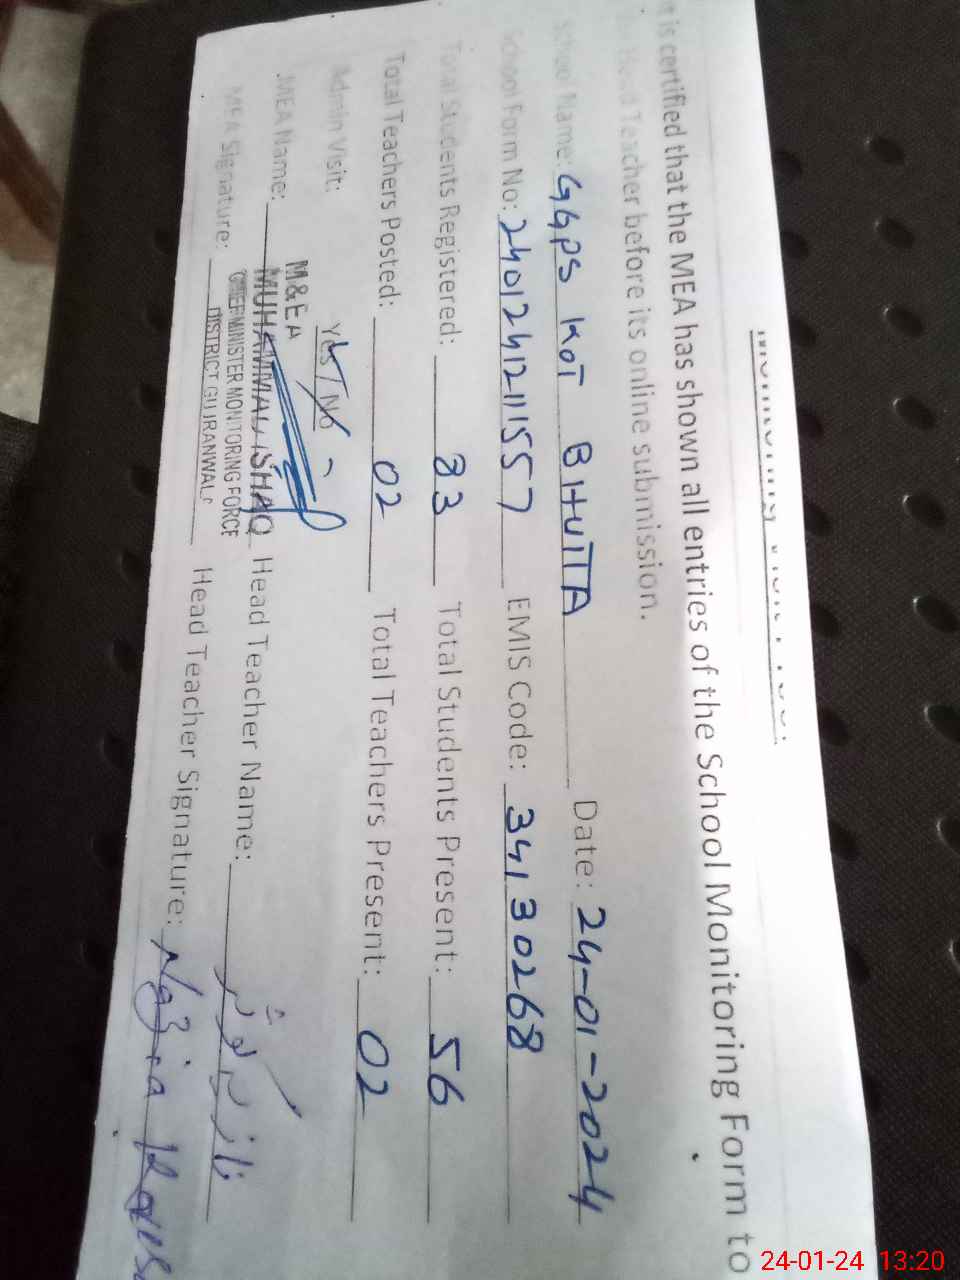 is certified that the MEA has shown all entries of the School Monitoring Form to
Head Teacher before its online submission.
School Name: GGPS KOT BHUTTA Date: 24-01-2024
School Form No: 2401241211557 EMIS Code: 34130268
Total Students Registered: 83 Total Students Present: 56
Total Teachers Posted: 02 Total Teachers Present: 02
Admin Visit: Yes / No
M&EA
MEA Name: MUHAMMAD ISHAQ Head Teacher Name:
CHIEF MINISTER MONITORING FORCE
MEA Signature: DISTRICT GUJRANWALA Head Teacher Signature: Nazia
24-01-24 13:20